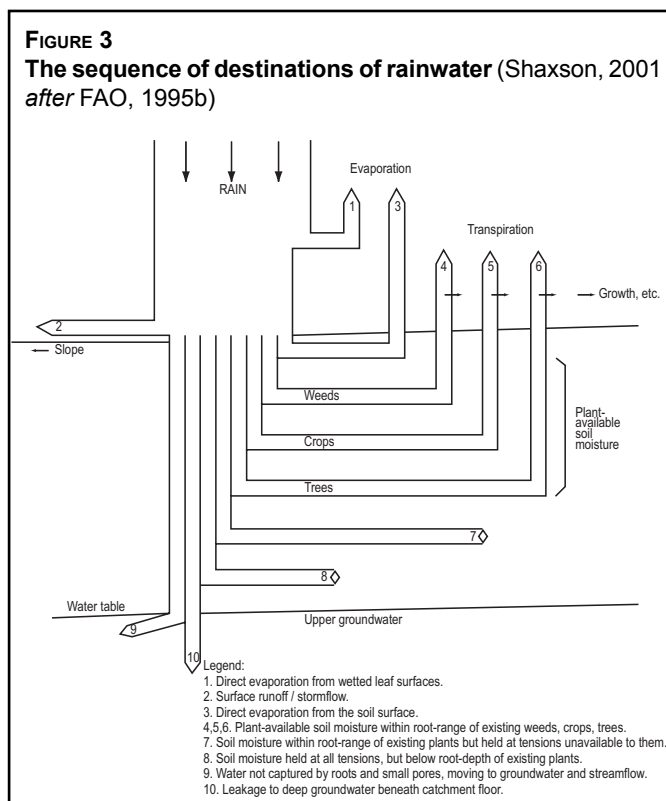 FIGURE 3
The sequence of destinations of rainwater (Shaxson, 2001
after FAO, 1995b)
Evaporation
RAIN
1
3
Transpiration
4
5
6
Growth, etc.
2
Slope
Weeds
Crops
Trees
Plant-
available
soil
moisture
7
8
Water table
Upper groundwater
9
10
Legend:
1. Direct evaporation from wetted leaf surfaces.
2. Surface runoff / stormflow.
3. Direct evaporation from the soil surface.
4,5,6. Plant-available soil moisture within root-range of existing weeds, crops, trees.
7. Soil moisture within root-range of existing plants but held at tensions unavailable to them.
8. Soil moisture held at all tensions, but below root-depth of existing plants.
9. Water not captured by roots and small pores, moving to groundwater and streamflow.
10. Leakage to deep groundwater beneath catchment floor.